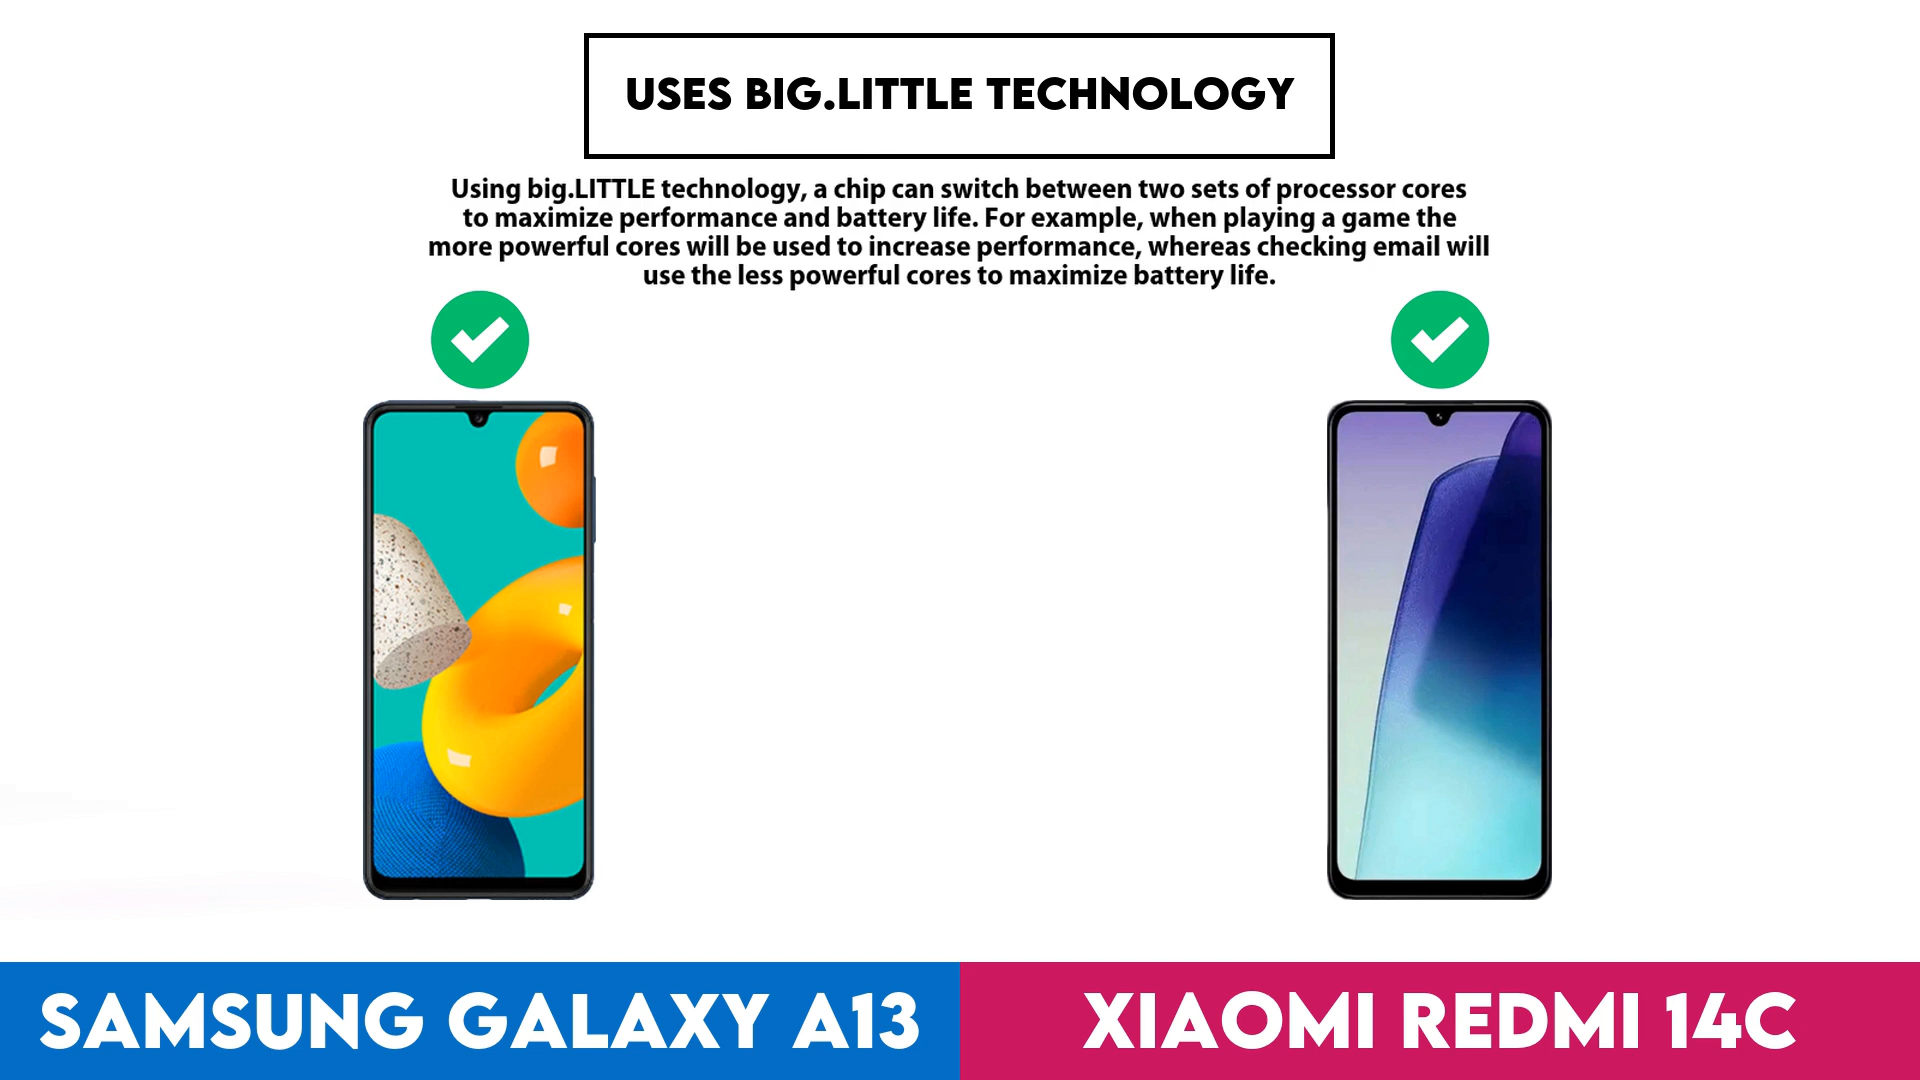 USES BIG.LITTLE TECHNOLOGY
Using big.LITTLE technology, a chip can switch between two sets of processor cores
to maximize performance and battery life. For example, when playing a game the
more powerful cores will be used to increase performance, whereas checking email will
use the less powerful cores to maximize battery life.
SAMSUNG GALAXY A13
XIAOMI REDMI 14C